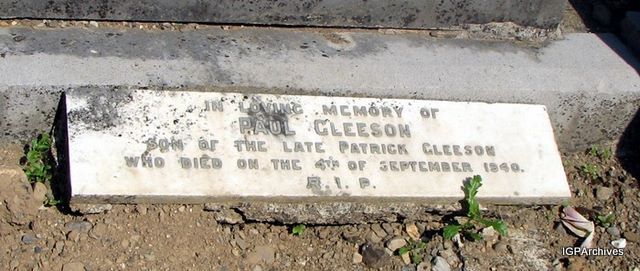 IN LOVING MEMORY OF
PAUL GLEESON
SON OF THE LATE PATRICK GLEESON
WHO DIED ON THE 4TH OF SEPTEMBER 1940.
R.I.P.
IGPArchives